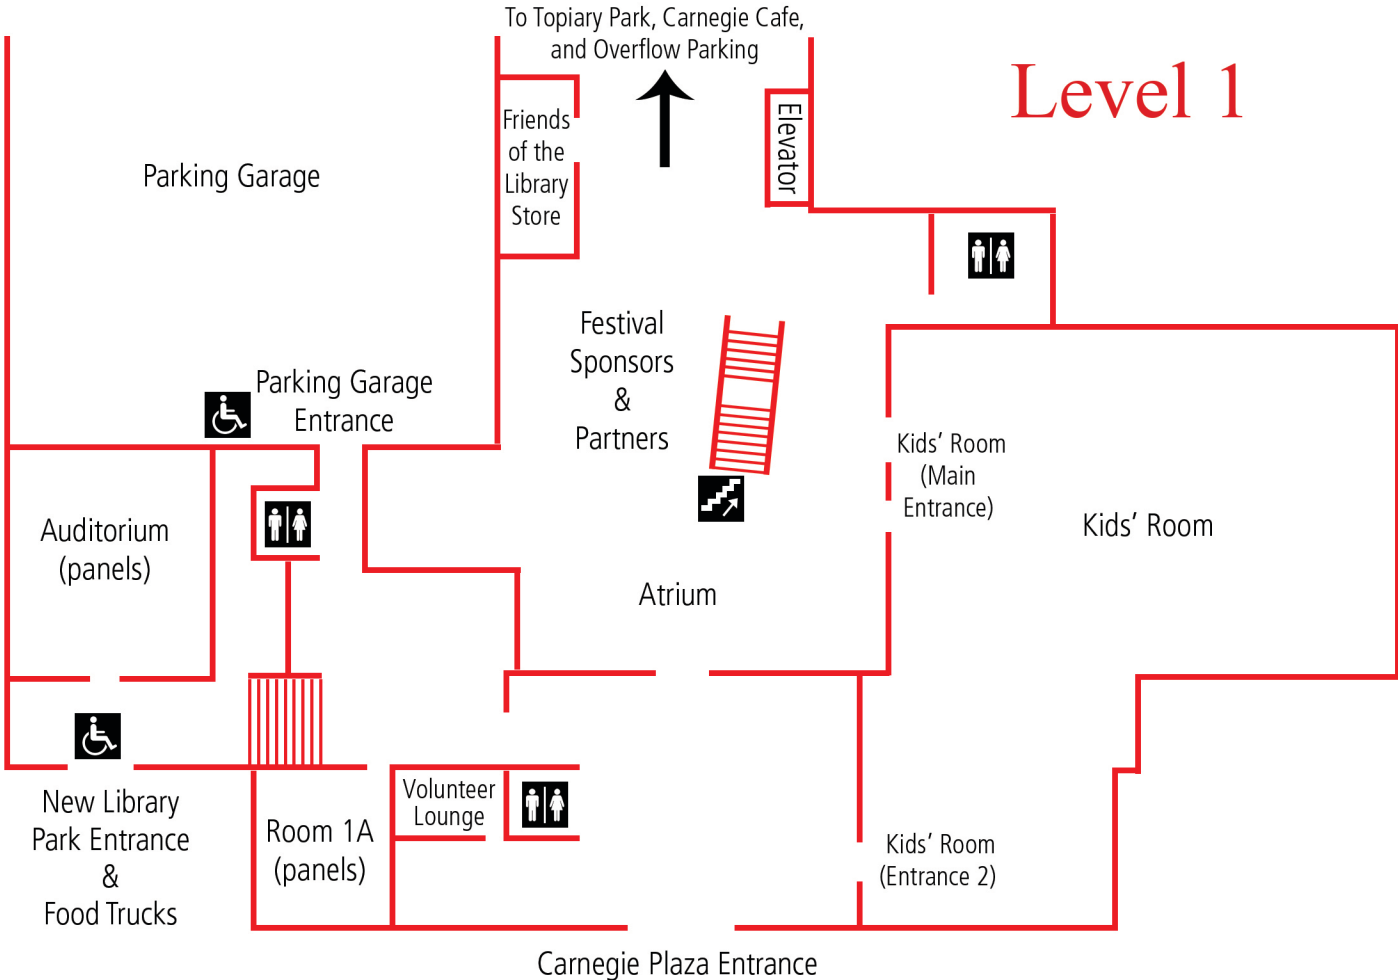 To Topiary Park, Carnegie Cafe,
and Overflow Parking
Level 1
Friends
of the
Library
Store
Elevator
Parking Garage
Festival
Sponsors
&
Partners
Parking Garage
Entrance
Kids’ Room
(Main
Entrance)
Kids’ Room
Auditorium
(panels)
Atrium
New Library
Park Entrance
&
Food Trucks
Room 1A
(panels)
Volunteer
Lounge
Kids’ Room
(Entrance 2)
Carnegie Plaza Entrance